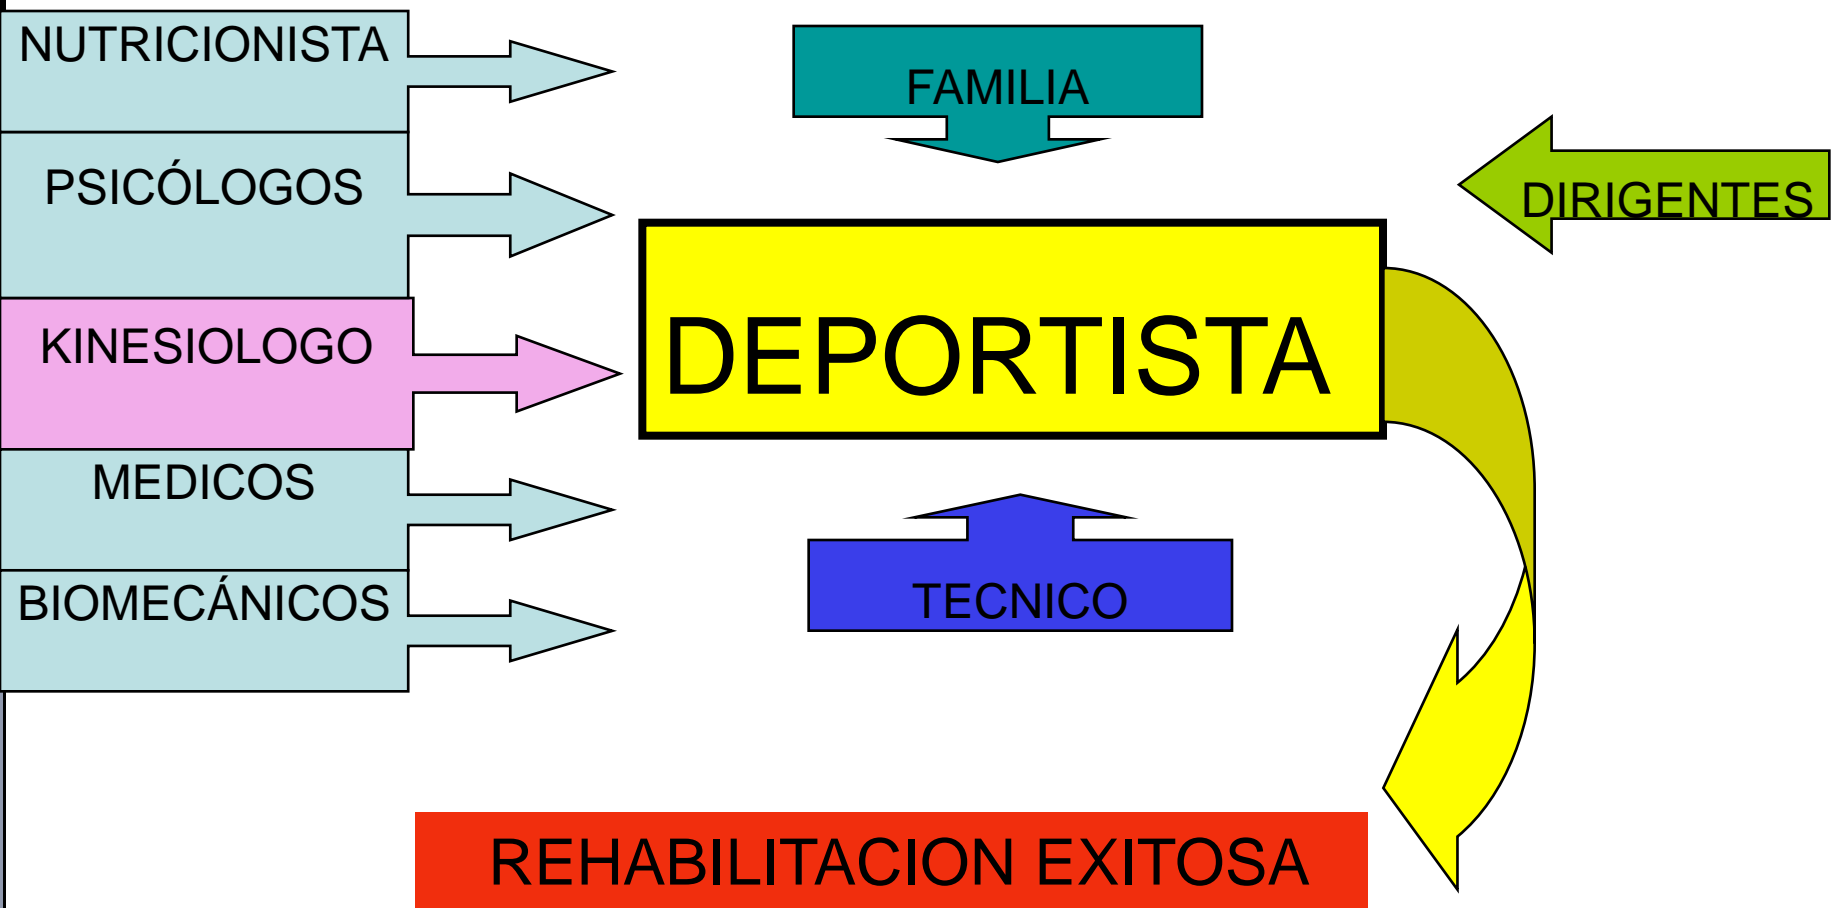 NUTRICIONISTA
FAMILIA
PSICÓLOGOS
DIRIGENTES
KINESIOLOGO
DEPORTISTA
MEDICOS
BIOMECÁNICOS
TECNICO
REHABILITACION EXITOSA